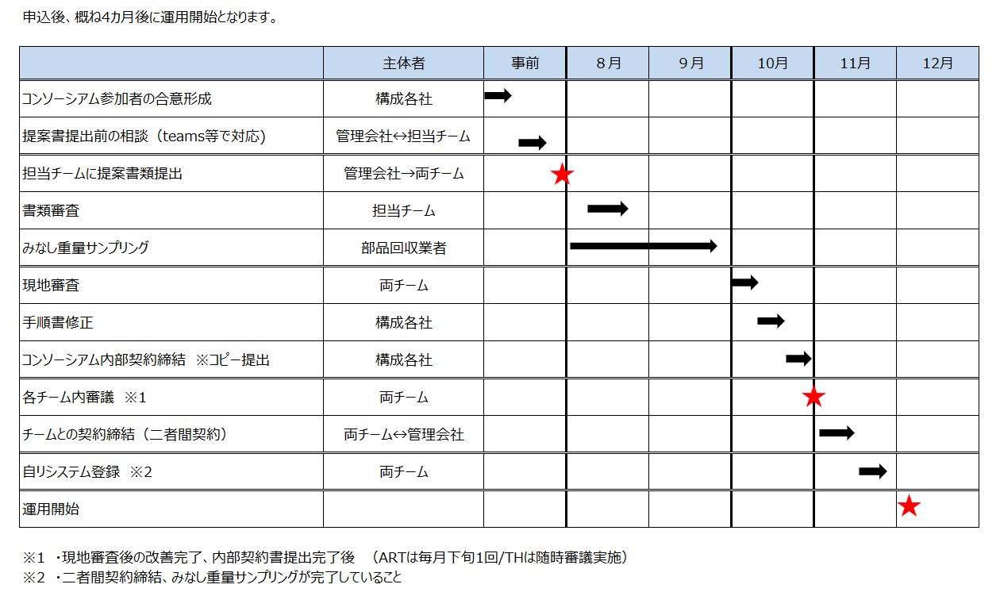 申込後、概ね4カ月後に運用開始となります。
主体者 事前 8月 9月 10月 11月 12月
コンソーシアム参加者の合意形成 構成各社
提案書提出前の相談（teams等で対応) 管理会社↔担当チーム
担当チームに提案書類提出 管理会社→両チーム
書類審査 担当チーム
みなし重量サンプリング 部品回収業者
現地審査 両チーム
手順書修正 構成各社
コンソーシアム内部契約締結　※コピー提出 構成各社
各チーム内審議　※1 両チーム
チームとの契約締結（二者間契約） 両チーム↔管理会社
自リシステム登録　※2 両チーム
運用開始
※1　・現地審査後の改善完了、内部契約書提出完了後　（ARTは毎月下旬1回/THは随時審議実施）
※2　・二者間契約締結、みなし重量サンプリングが完了していること